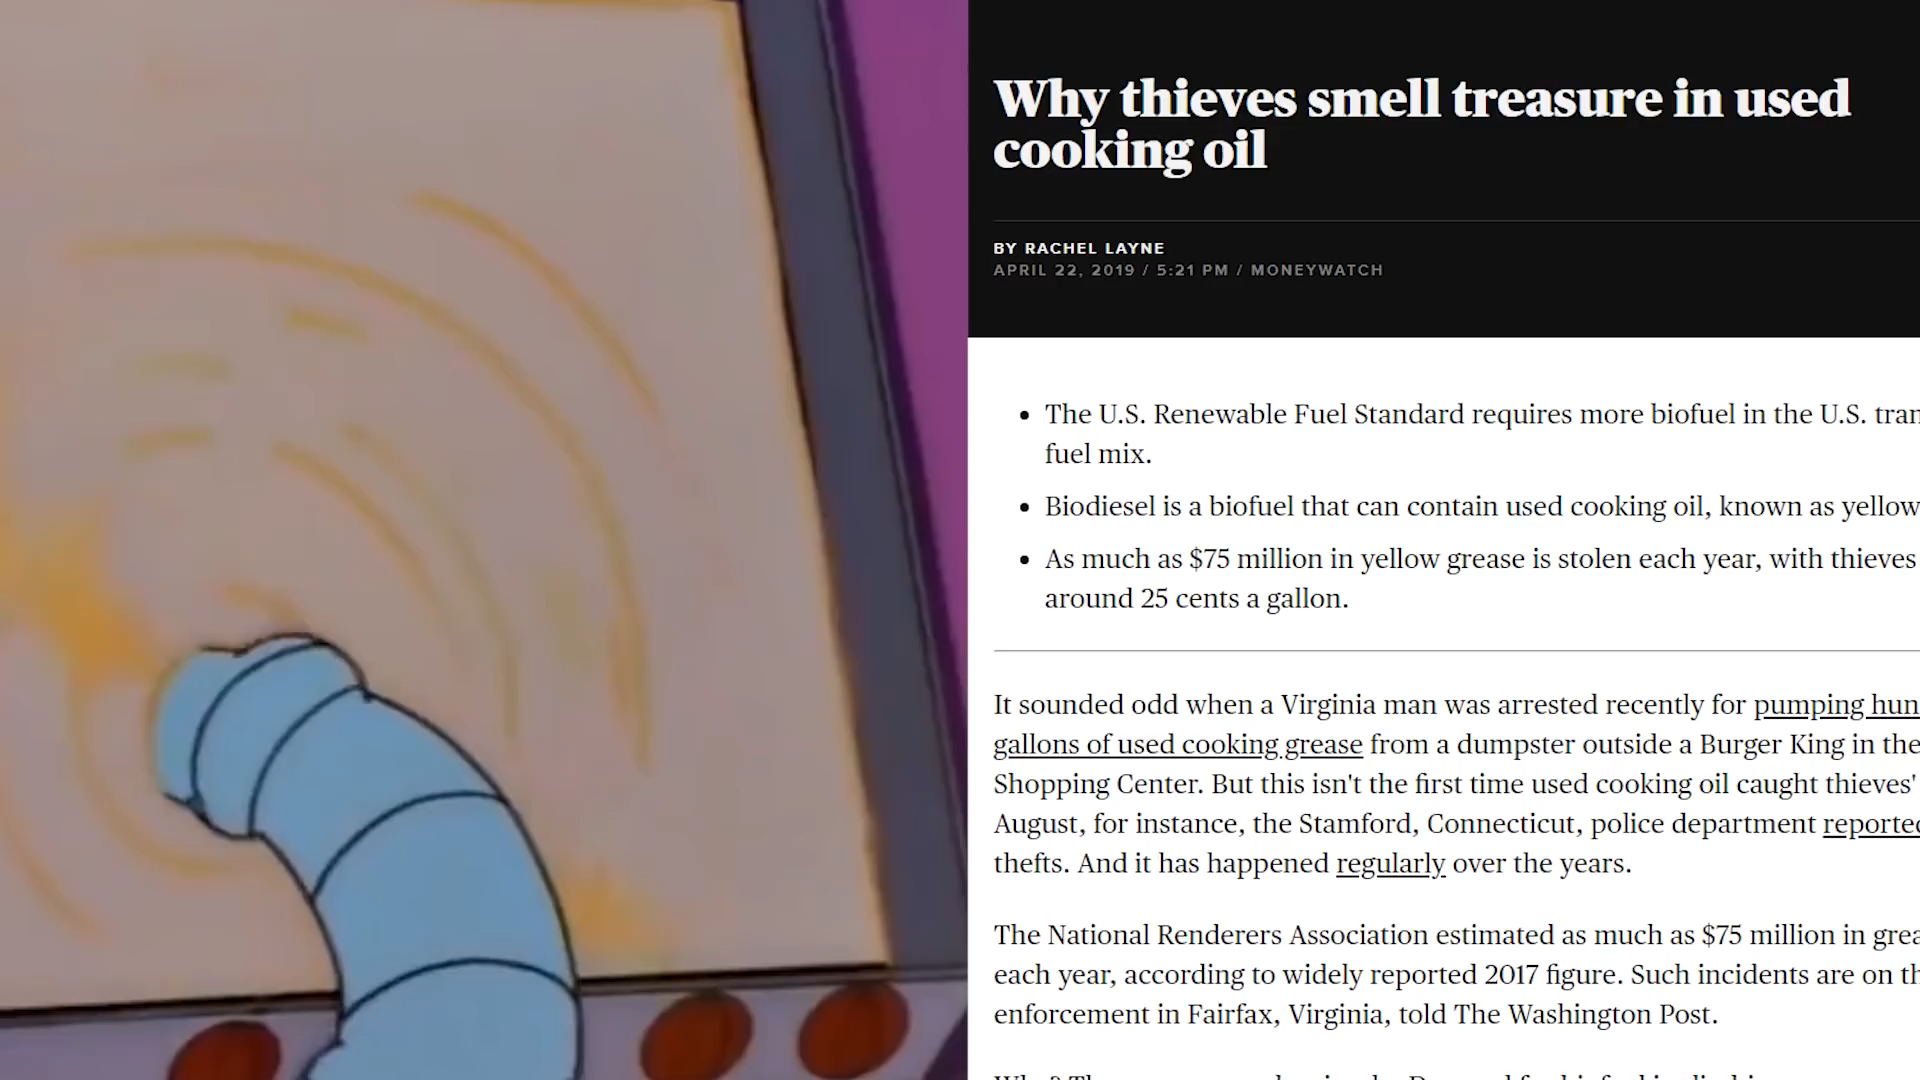 Why thieves smell treasure in used
cooking oil
BY RACHEL LAYNE
APRIL 22, 2019 / 5:21 PM / MONEYWATCH
The U.S. Renewable Fuel Standard requires more biofuel in the U.S.
fuel mix.
Biodiesel is a biofuel that can contain used cooking oil, known as yellow
As much as $75 million in yellow grease is stolen each year, with thieves
around 25 cents a gallon.
It sounded odd when a Virginia man was arrested recently for pumping
gallons of used cooking grease from a dumpster outside a Burger King in the
Shopping Center. But this isn't the first time used cooking oil caught thieves'
August, for instance, the Stamford, Connecticut, police department reported
thefts. And it has happened regularly over the years.
The National Renderers Association estimated as much as $75 million in
each year, according to widely reported 2017 figure. Such incidents are on
enforcement in Fairfax, Virginia, told The Washington Post.